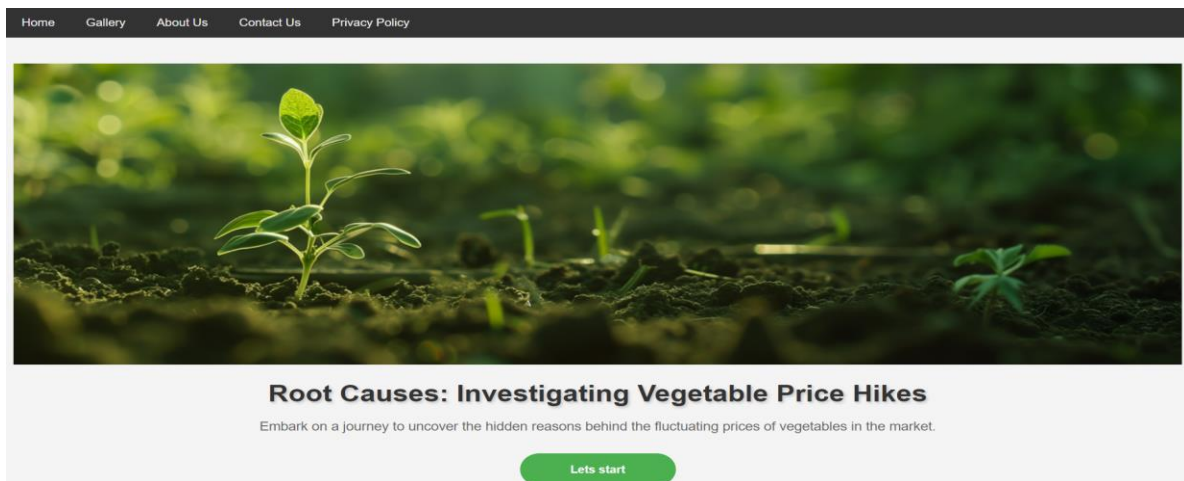 Home Gallery About Us Contact Us Privacy Policy
Root Causes: Investigating Vegetable Price Hikes
Embark on a journey to uncover the hidden reasons behind the fluctuating prices of vegetables in the market.
Lets start